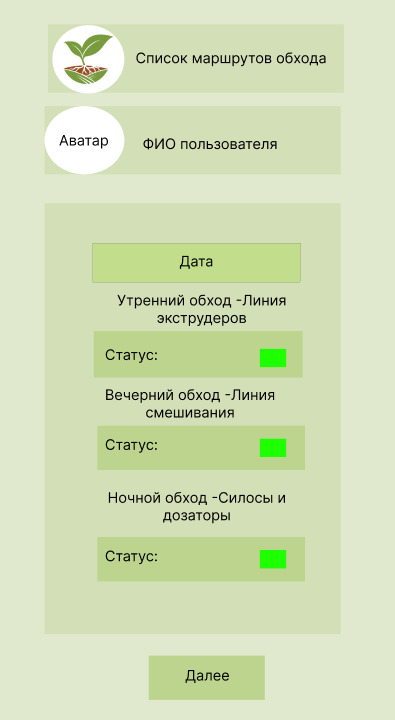 Список маршрутов обхода
Аватар
ФИО пользователя
Дата
Утренний обход -Линия
экструдеров
Статус:
Вечерний обход -Линия
смешивания
Статус:
Ночной обход -Силосы и
дозаторы
Статус:
Далее